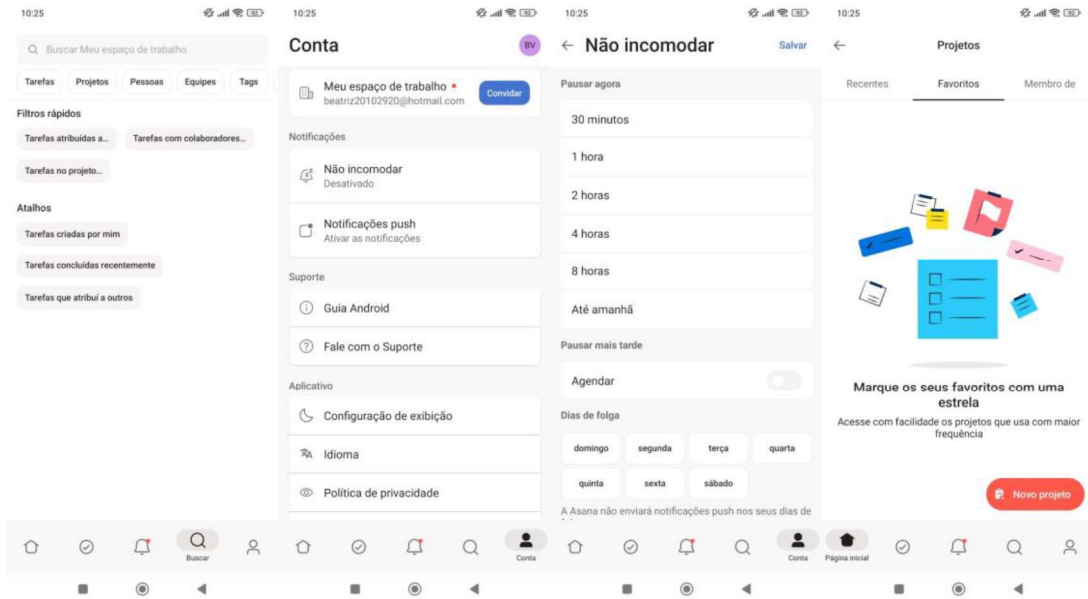 10:25
92
Buscar Meu espaço de trabalho
Tarefas Projetos Pessoas Equipes Tags
Filtros rápidos
Tarefas atribuídas a... Tarefas com colaboradores...
Tarefas no projeto...
Atalhos
Tarefas criadas por mim
Tarefas concluídas recentemente
Tarefas que atribuí a outros
Buscar
10:25
92
Conta
BV
Meu espaço de trabalho
beatriz20102920@hotmail.com
Convidar
Notificações
Não incomodar
Desativado
Notificações push
Ativar as notificações
Suporte
Guia Android
Fale com o Suporte
Aplicativo
Configuração de exibição
Idioma
Política de privacidade
Conta
10:25
92
Não incomodar Salvar
Pausar agora
30 minutos
1 hora
2 horas
4 horas
8 horas
Até amanhã
Pausar mais tarde
Agendar
Dias de folga
domingo segunda terça quarta
quinta sexta sábado
A Asana não enviará notificações push nos seus dias de
Conta
10:25
92
Projetos
Recentes Favoritos Membro de
Marque os seus favoritos com uma
estrela
Acesse com facilidade os projetos que usa com maior
frequência
Novo projeto
Página inicial